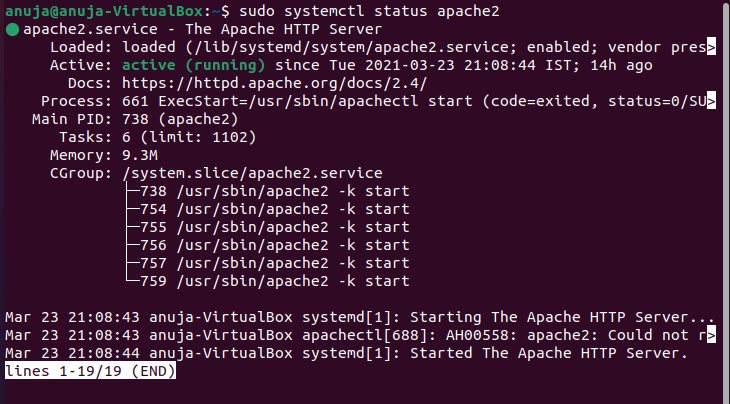 anuja@anuja-VirtualBox:~$ sudo systemctl status apache2
● apache2.service - The Apache HTTP Server
     Loaded: loaded (/lib/systemd/system/apache2.service; enabled; vendor pres>
     Active: active (running) since Tue 2021-03-23 21:08:44 IST; 14h ago
       Docs: https://httpd.apache.org/docs/2.4/
    Process: 661 ExecStart=/usr/sbin/apachectl start (code=exited, status=0/SU>
   Main PID: 738 (apache2)
      Tasks: 6 (limit: 1102)
     Memory: 9.3M
     CGroup: /system.slice/apache2.service
             ├─738 /usr/sbin/apache2 -k start
             ├─754 /usr/sbin/apache2 -k start
             ├─755 /usr/sbin/apache2 -k start
             ├─756 /usr/sbin/apache2 -k start
             ├─757 /usr/sbin/apache2 -k start
             └─759 /usr/sbin/apache2 -k start

Mar 23 21:08:43 anuja-VirtualBox systemd[1]: Starting The Apache HTTP Server...
Mar 23 21:08:43 anuja-VirtualBox apachectl[688]: AH00558: apache2: Could not r>
Mar 23 21:08:44 anuja-VirtualBox systemd[1]: Started The Apache HTTP Server.
lines 1-19/19 (END)